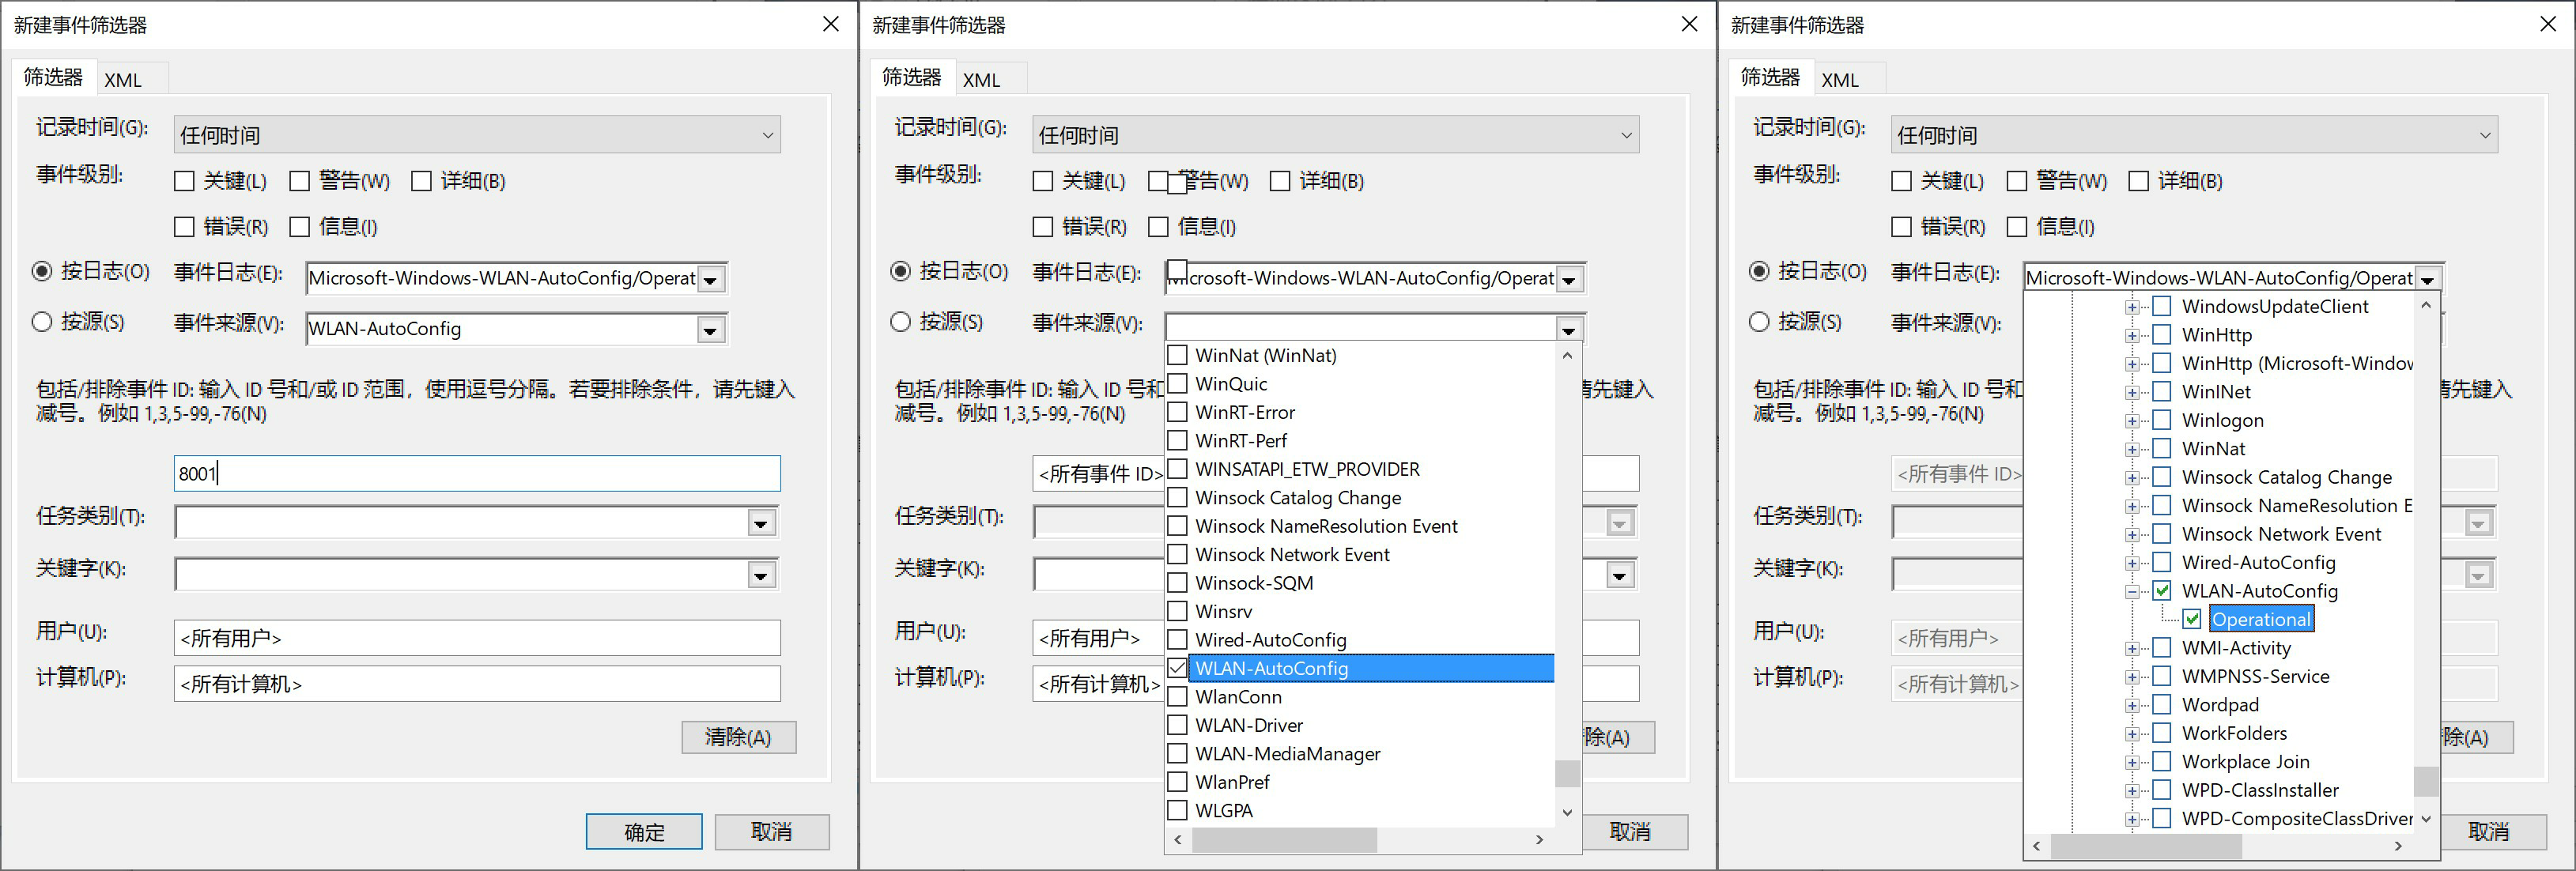 新建事件筛选器
筛选器 XML
记录时间(G): 任何时间
事件级别: 关键(L) 警告(W) 详细(B)
错误(R) 信息(I)
按日志(O) 事件日志(E): Microsoft-Windows-WLAN-AutoConfig/Operat
按源(S) 事件来源(V): WLAN-AutoConfig
包括/排除事件 ID: 输入 ID 号和/或 ID 范围，使用逗号分隔。若要排除条件，请先键入
减号。例如 1,3,5-99,-76(N)
8001
任务类别(T):
关键字(K):
用户(U): <所有用户>
计算机(P): <所有计算机>
清除(A)
确定 取消
新建事件筛选器
筛选器 XML
记录时间(G): 任何时间
事件级别: 关键(L) 警告(W) 详细(B)
错误(R) 信息(I)
按日志(O) 事件日志(E): Microsoft-Windows-WLAN-AutoConfig/Operat
按源(S) 事件来源(V):
包括/排除事件 ID: 输入 ID 号和 请先键入
减号。例如 1,3,5-99,-76(N)
<所有事件 ID>
任务类别(T):
关键字(K):
用户(U): <所有用户>
计算机(P): <所有计算机>
WinNat (WinNat)
WinQuic
WinRT-Error
WinRT-Perf
WINSATAPI_ETW_PROVIDER
Winsock Catalog Change
Winsock NameResolution Event
Winsock Network Event
Winsock-SQM
Winsrv
Wired-AutoConfig
WLAN-AutoConfig
WlanConn
WLAN-Driver
WLAN-MediaManager
WlanPref
WLGPA
除(A)
取消
新建事件筛选器
筛选器 XML
记录时间(G): 任何时间
事件级别: 关键(L) 警告(W) 详细(B)
错误(R) 信息(I)
按日志(O) 事件日志(E): Microsoft-Windows-WLAN-AutoConfig/Operat
按源(S) 事件来源(V):
包括/排除事件 ID: 输入 ID 号和 请先键入
减号。例如 1,3,5-99,-76(N)
<所有事件 ID>
任务类别(T):
关键字(K):
用户(U): <所有用户>
计算机(P): <所有计算机>
WindowsUpdateClient
WinHttp
WinHttp (Microsoft-Window
WinINet
Winlogon
WinNat
Winsock Catalog Change
Winsock NameResolution E
Winsock Network Event
Wired-AutoConfig
WLAN-AutoConfig
Operational
WMI-Activity
WMPNSS-Service
Wordpad
WorkFolders
Workplace Join
WPD-ClassInstaller
WPD-CompositeClassDriver
除(A)
取消